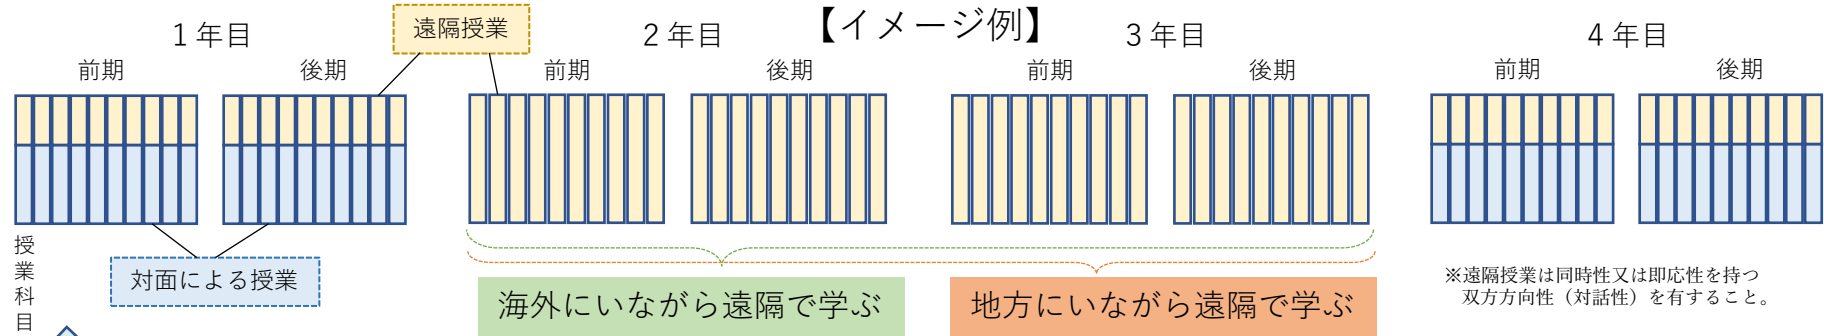 【イメージ例】
1年目
遠隔授業
2年目
3年目
4年目
前期
後期
前期
後期
前期
後期
前期
後期
授業科目
対面による授業
海外にいながら遠隔で学ぶ
地方にいながら遠隔で学ぶ
※遠隔授業は同時性又は即応性を持つ
双方方向性（対話性）を有すること。